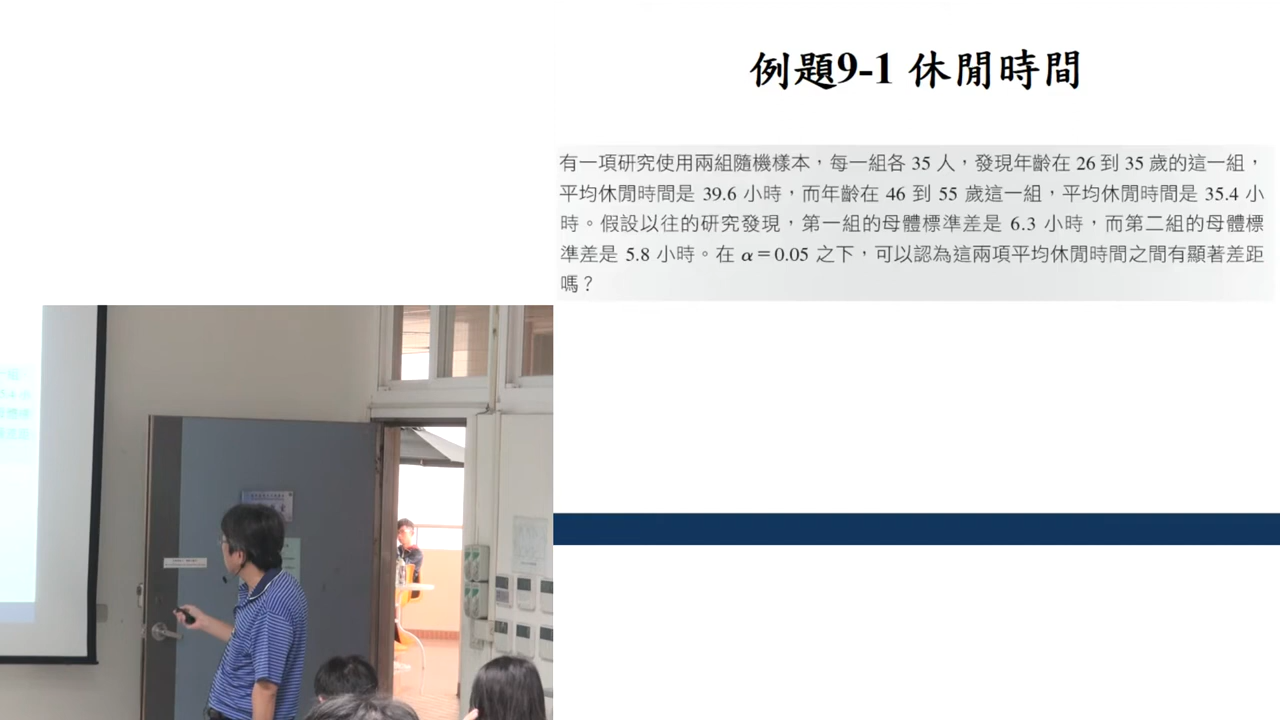 例題9-1 休閒時間
有一項研究使用兩組隨機樣本，每一組各 35 人，發現年齡在 26 到 35 歲的這一組，
平均休閒時間是 39.6 小時，而年齡在 46 到 55 歲這一組，平均休閒時間是 35.4 小
時。假設以往的研究發現，第一組的母體標準差是 6.3 小時，而第二組的母體標
準差是 5.8 小時。在 α＝0.05 之下，可以認為這兩項平均休閒時間之間有顯著差距
嗎？